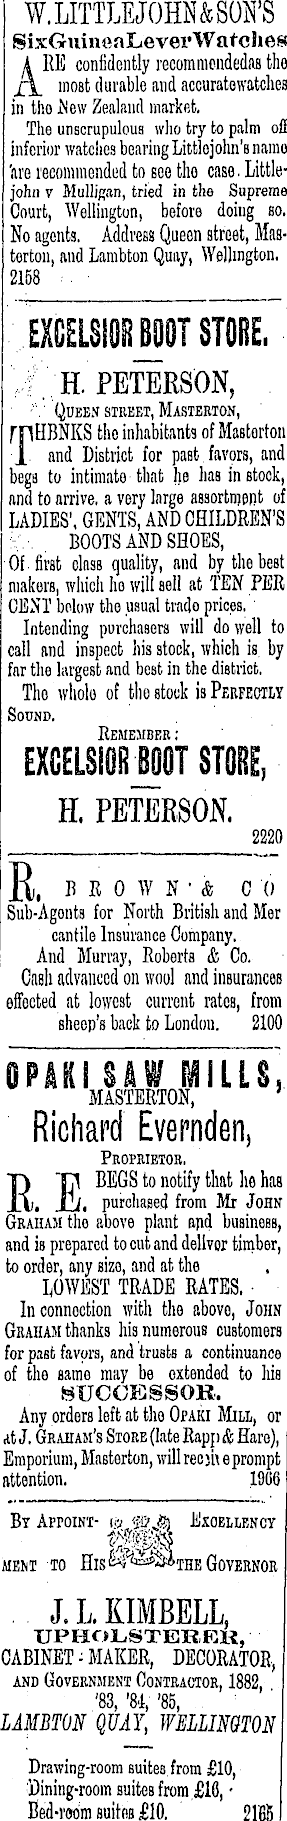 W. LITTLEJOHN & SON'S
Six Guinea Lever Watches
ARE confidently recommendedas the
most durable and accuratewatches
in the New Zealand market.
The unscrupulous who try to palm off
inferior watches bearing Littlejohn's name
are recommended to see the case. Little-
john v Mulligan, tried in the Supreme
Court, Wellington, before doing so.
No agents. Address Queen street, Mas-
terton, and Lambton Quay, Wellington.
2158
EXCELSIOR BOOT STORE.
H. PETERSON,
QUEEN STREET, MASTERTON,
THBNKS the inhabitants of Masterton
and District for past favors, and
begs to intimate that he has in stock,
and to arrive, a very large assortment of
LADIES', GENTS, AND CHILDREN'S
BOOTS AND SHOES,
Of first class quality, and by the best
makers, which he will sell at TEN PER
CENT below the usual trade prices.
Intending purchasers will do well to
call and inspect his stock, which is by
far the largest and best in the district.
The whole of the stock is PERFECTLY
SOUND.
REMEMBER:
EXCELSIOR BOOT STORE,
H. PETERSON.
2220
R. BROWN & CO
Sub-Agents for North British and Mer
cantile Insurance Company.
And Murray, Roberts & Co.
Cash advanced on wool and insurances
effected at lowest current rates, from
sheep's back to London. 2100
OPAKI SAW MILLS,
MASTERTON,
Richard Evernden,
PROPRIETOR.
R. E. BEGS to notify that he has
purchased from Mr JOHN
GRAHAM the above plant and business,
and is prepared to cut and deliver timber,
to order, any size, and at the
LOWEST TRADE RATES.
In connection with the above, JOHN
GRAHAM thanks his numerous customers
for past favors, and trusts a continuance
of the same may be extended to his
SUCCESSOR.
Any orders left at the OPAKI MILL, or
at J. GRAHAM'S STORE (late Rapp & Hare),
Emporium, Masterton, will receive prompt
attention. 1966
BY APPOINT- EXCELLENCY
MENT TO HIS THE GOVERNOR
J. L. KIMBELL,
UPHOLSTERER,
CABINET-MAKER, DECORATOR,
AND GOVERNMENT CONTRACTOR, 1882,
'83, '84, '85,
LAMBTON QUAY, WELLINGTON
Drawing-room suites from £10,
Dining-room suites from £16,
Bed-room suites £10. 2165